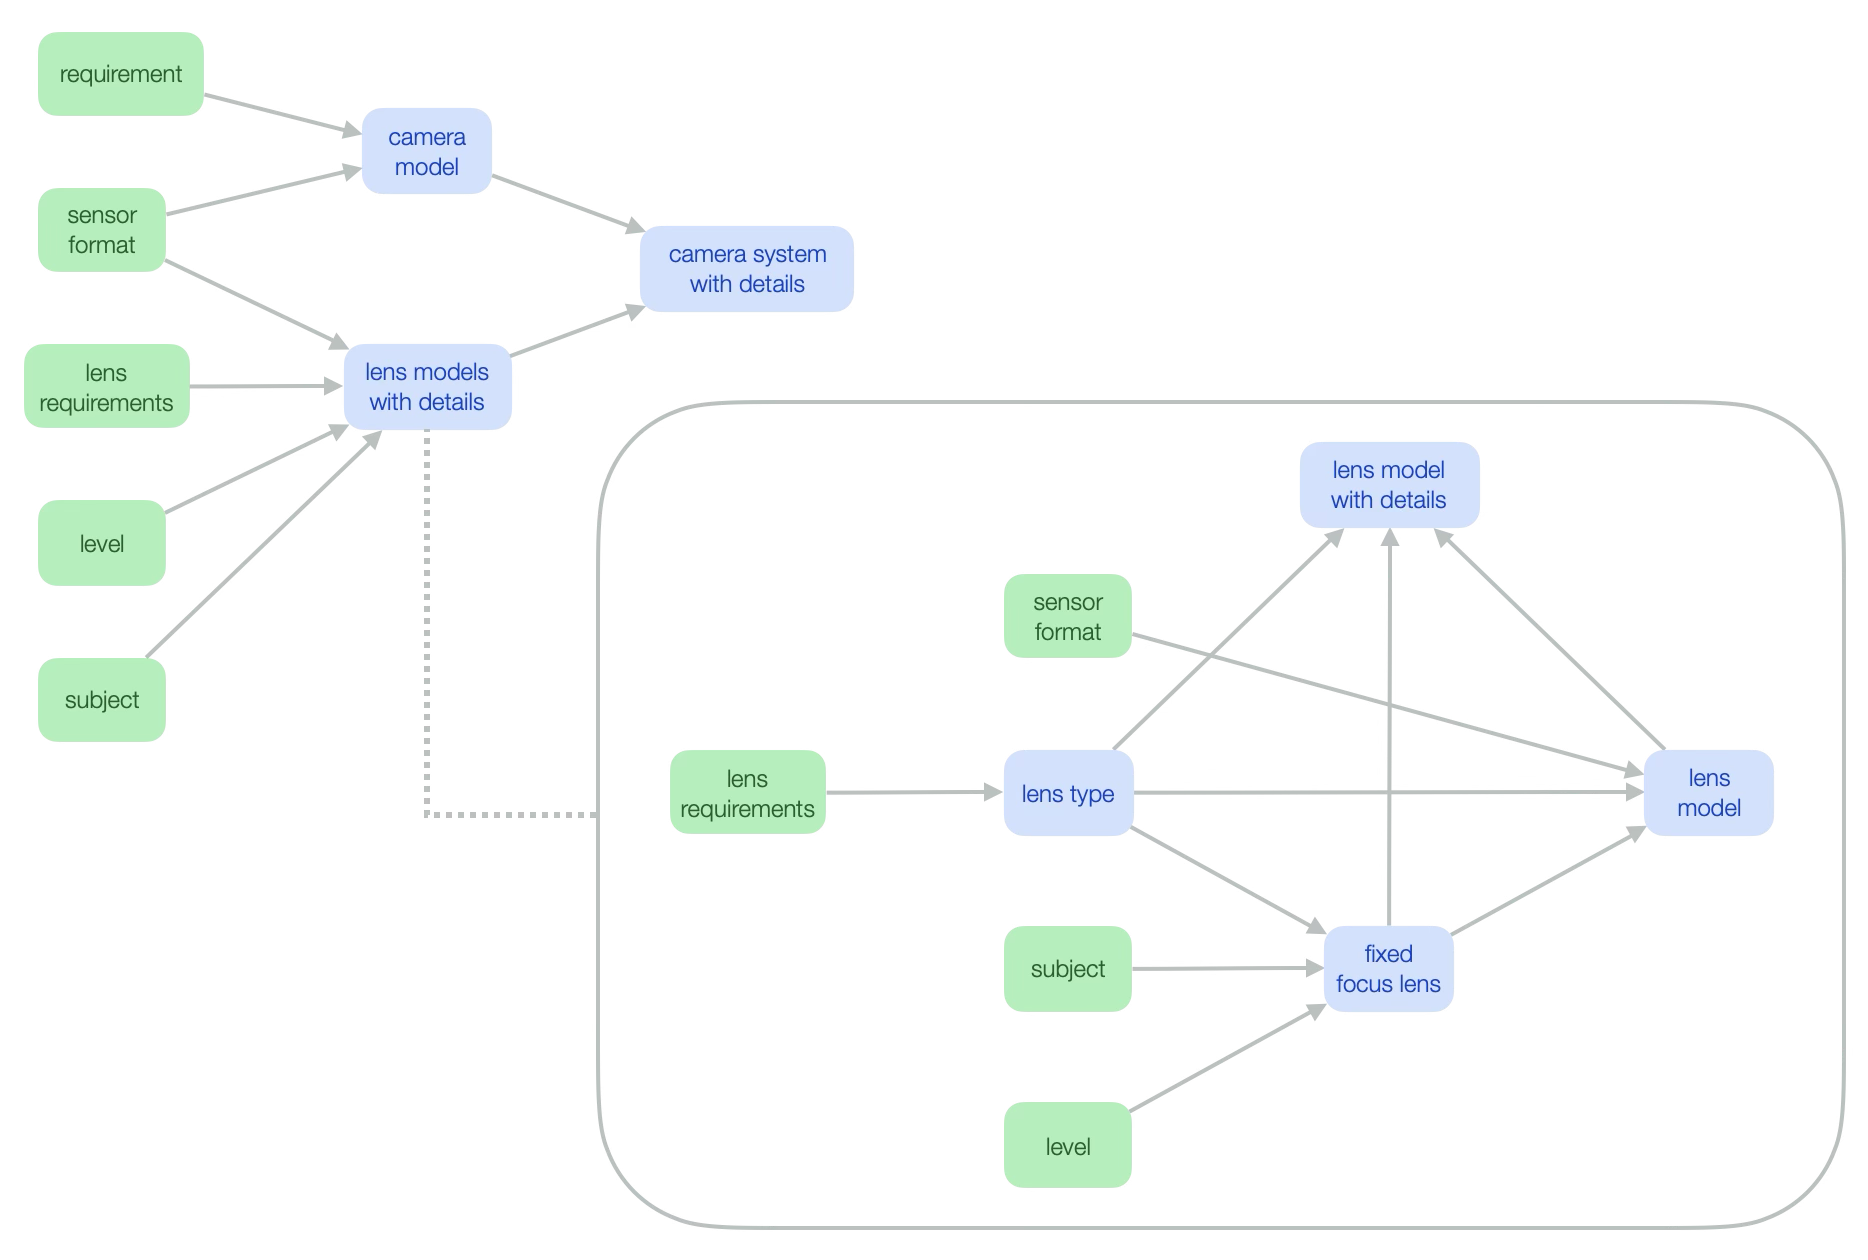 requirement
camera
model
sensor
format
camera system
with details
lens
requirements
lens models
with details
level
subject
lens model
with details
sensor
format
lens
requirements
lens type
lens
model
subject
fixed
focus lens
level